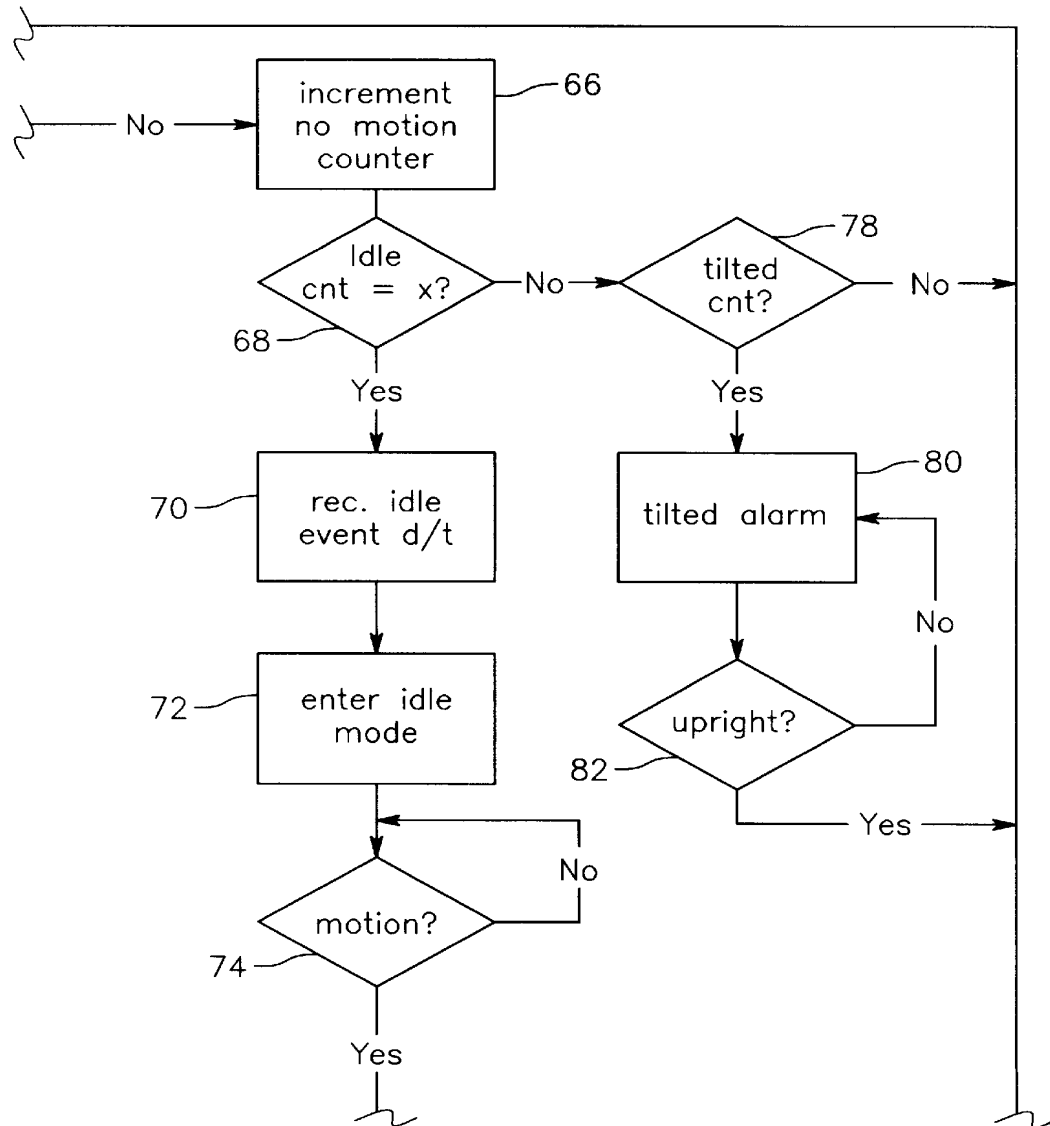 increment
no motion
counter
66
No
Idle
cnt = x?
68
No
tilted
cnt?
78
No
Yes
Yes
rec. idle
event d/t
70
tilted alarm
80
No
enter idle
mode
72
upright?
82
Yes
No
motion?
74
Yes